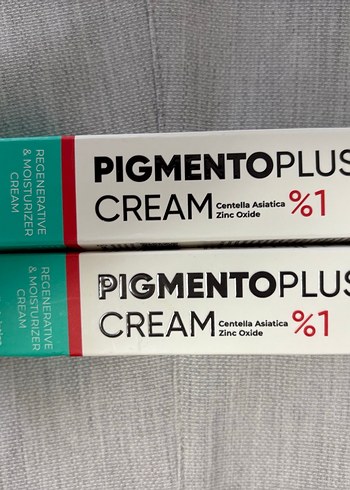 REGENERATIVE
& MOISTURIZER
CREAM
PIGMENTOPLUS
CREAM Centella Asiatica
Zinc Oxide
%1
REGENERATIVE
& MOISTURIZER
CREAM
PIGMENTOPLUS
CREAM Centella Asiatica
Zinc Oxide
%1